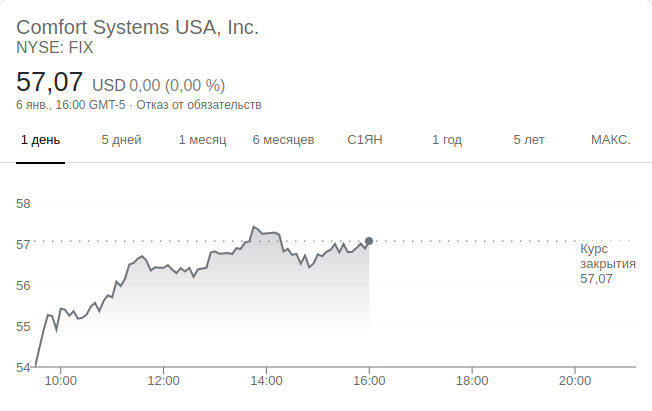 Comfort Systems USA, Inc.
NYSE: FIX
57,07 USD 0,00 (0,00 %)
6 янв., 16:00 GMT-5 · Отказ от обязательств
1 день 5 дней 1 месяц 6 месяцев С1ЯН 1 год 5 лет МАКС.
58
57
56
55
54
Курс
закрытия
57,07
10:00 12:00 14:00 16:00 18:00 20:00